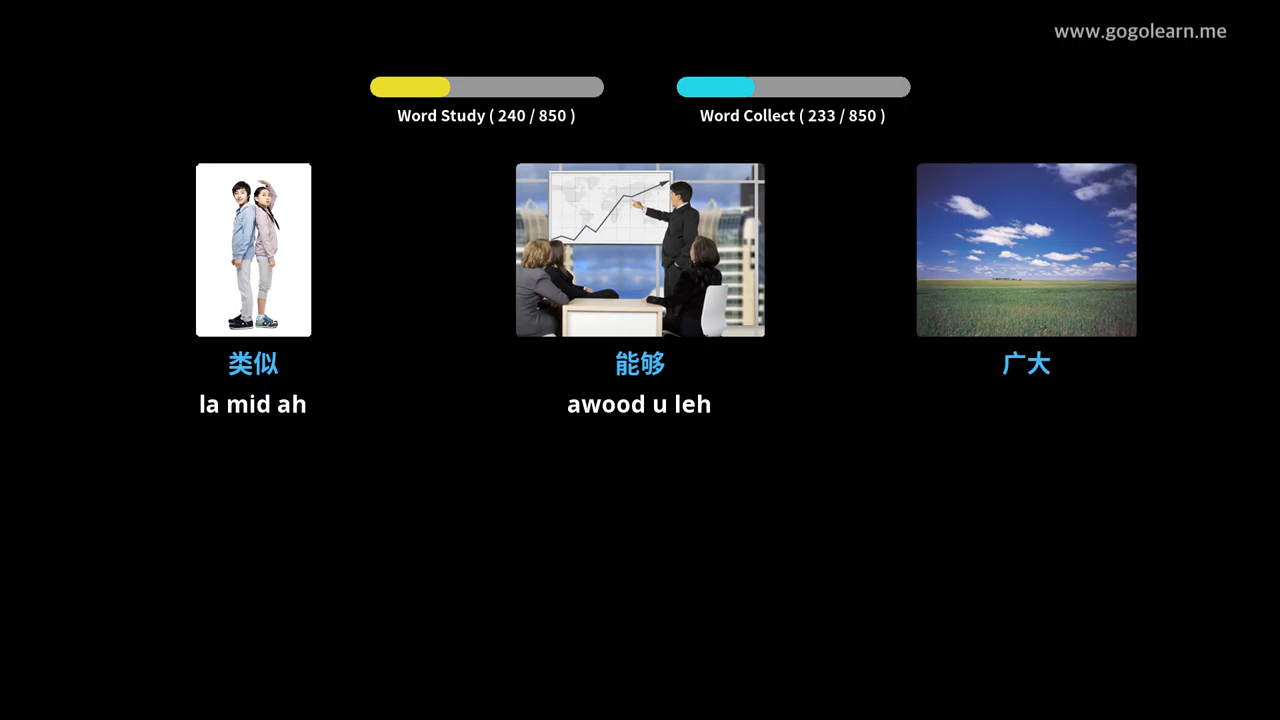 www.gogolearn.me
Word Study ( 240 / 850 )
Word Collect ( 233 / 850 )
类似
能够
广大
la mid ah
awood u leh